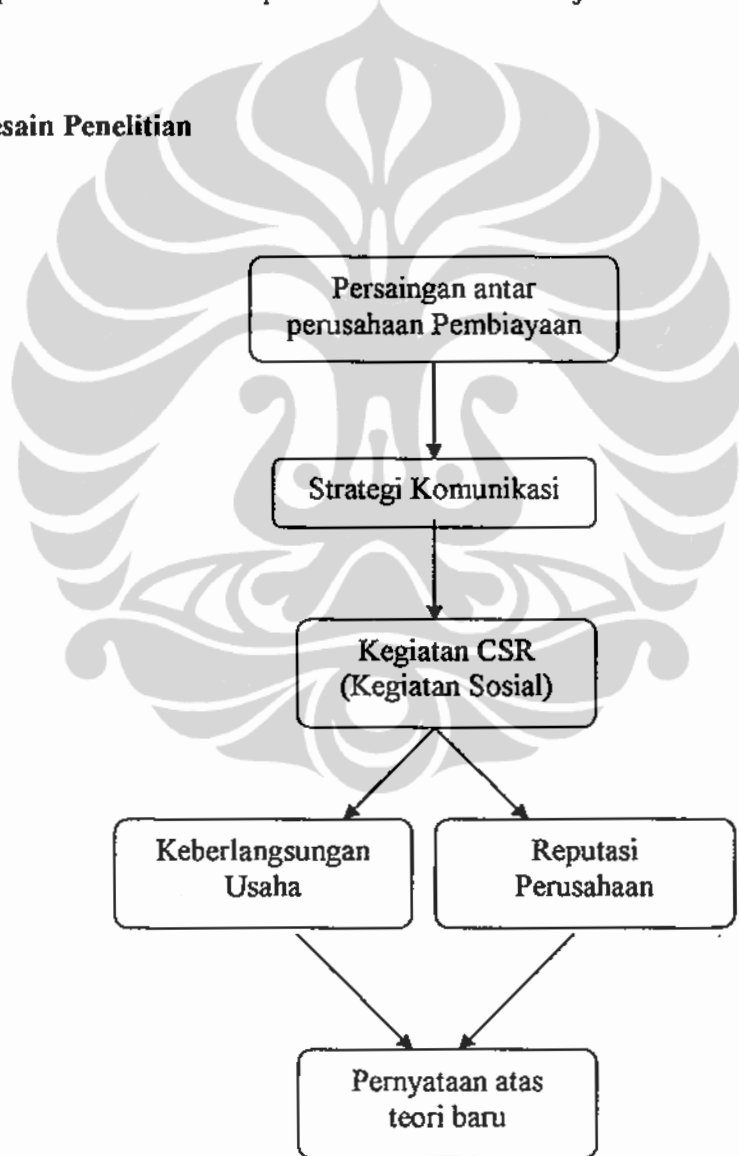 esain Penelitian
Persaingan antar
perusahaan Pembiayaan
Strategi Komunikasi
Kegiatan CSR
(Kegiatan Sosial)
Keberlangsungan
Usaha
Reputasi
Perusahaan
Pernyataan atas
teori baru